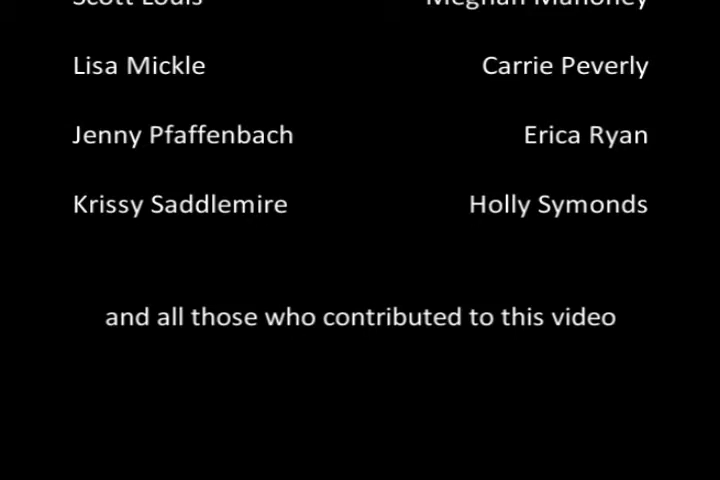 Scott Louis Meghan Mahoney
Lisa Mickle Carrie Peverly
Jenny Pfaffenbach Erica Ryan
Krissy Saddlemire Holly Symonds
and all those who contributed to this video